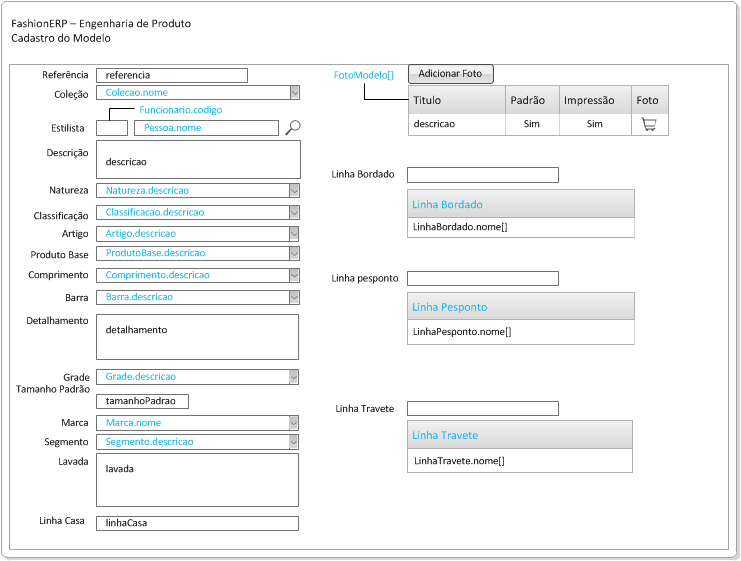 FashionERP – Engenharia de Produto
Cadastro do Modelo
Referência
referencia
Coleção
Colecao.nome
Funcionario.codigo
Estilista
Pessoa.nome
Descrição
descricao
Natureza
Natureza.descricao
Classificação
Classificacao.descricao
Artigo
Artigo.descricao
Produto Base
ProdutoBase.descricao
Comprimento
Comprimento.descricao
Barra
Barra.descricao
Detalhamento
detalhamento
Grade
Grade.descricao
Tamanho Padrão
tamanhoPadrao
Marca
Marca.nome
Segmento
Segmento.descricao
Lavada
lavada
Linha Casa
linhaCasa
FotoModelo[]
Adicionar Foto
Titulo Padrão Impressão Foto
descricao Sim Sim
Linha Bordado
Linha Bordado
LinhaBordado.nome[]
Linha pesponto
Linha Pesponto
LinhaPesponto.nome[]
Linha Travete
Linha Travete
LinhaTravete.nome[]